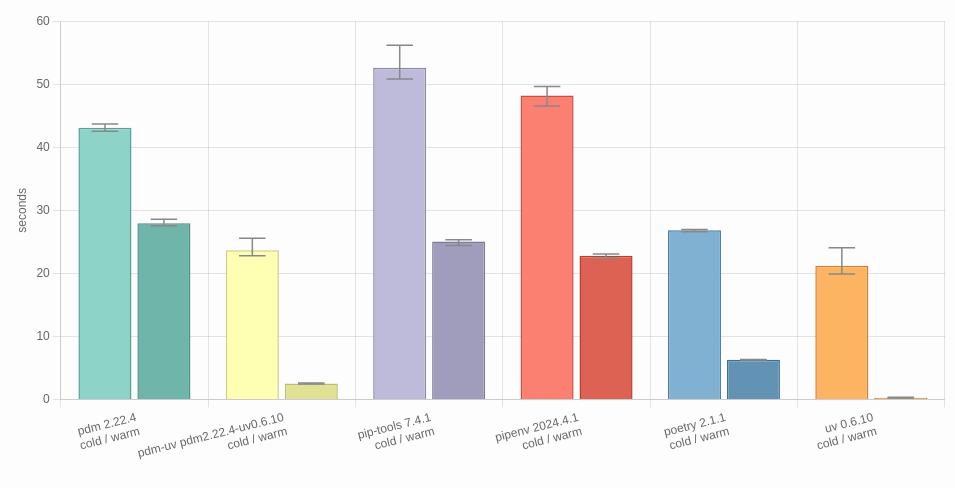 60
50
40
30
20
10
0
seconds
pdm 2.22.4
cold / warm
pdm-uv pdm2.22.4-uv0.6.10
cold / warm
pip-tools 7.4.1
cold / warm
pipenv 2024.4.1
cold / warm
poetry 2.1.1
cold / warm
uv 0.6.10
cold / warm